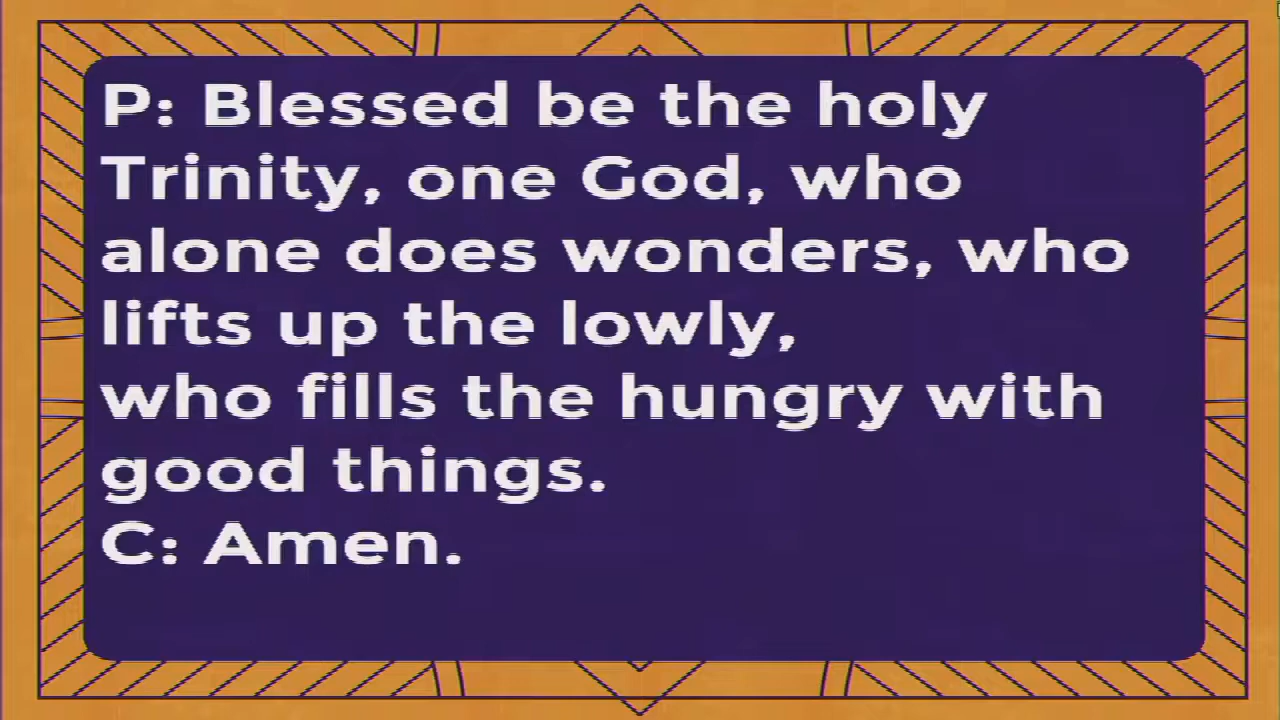 P: Blessed be the holy
Trinity, one God, who
alone does wonders, who
lifts up the lowly,
who fills the hungry with
good things.
C: Amen.